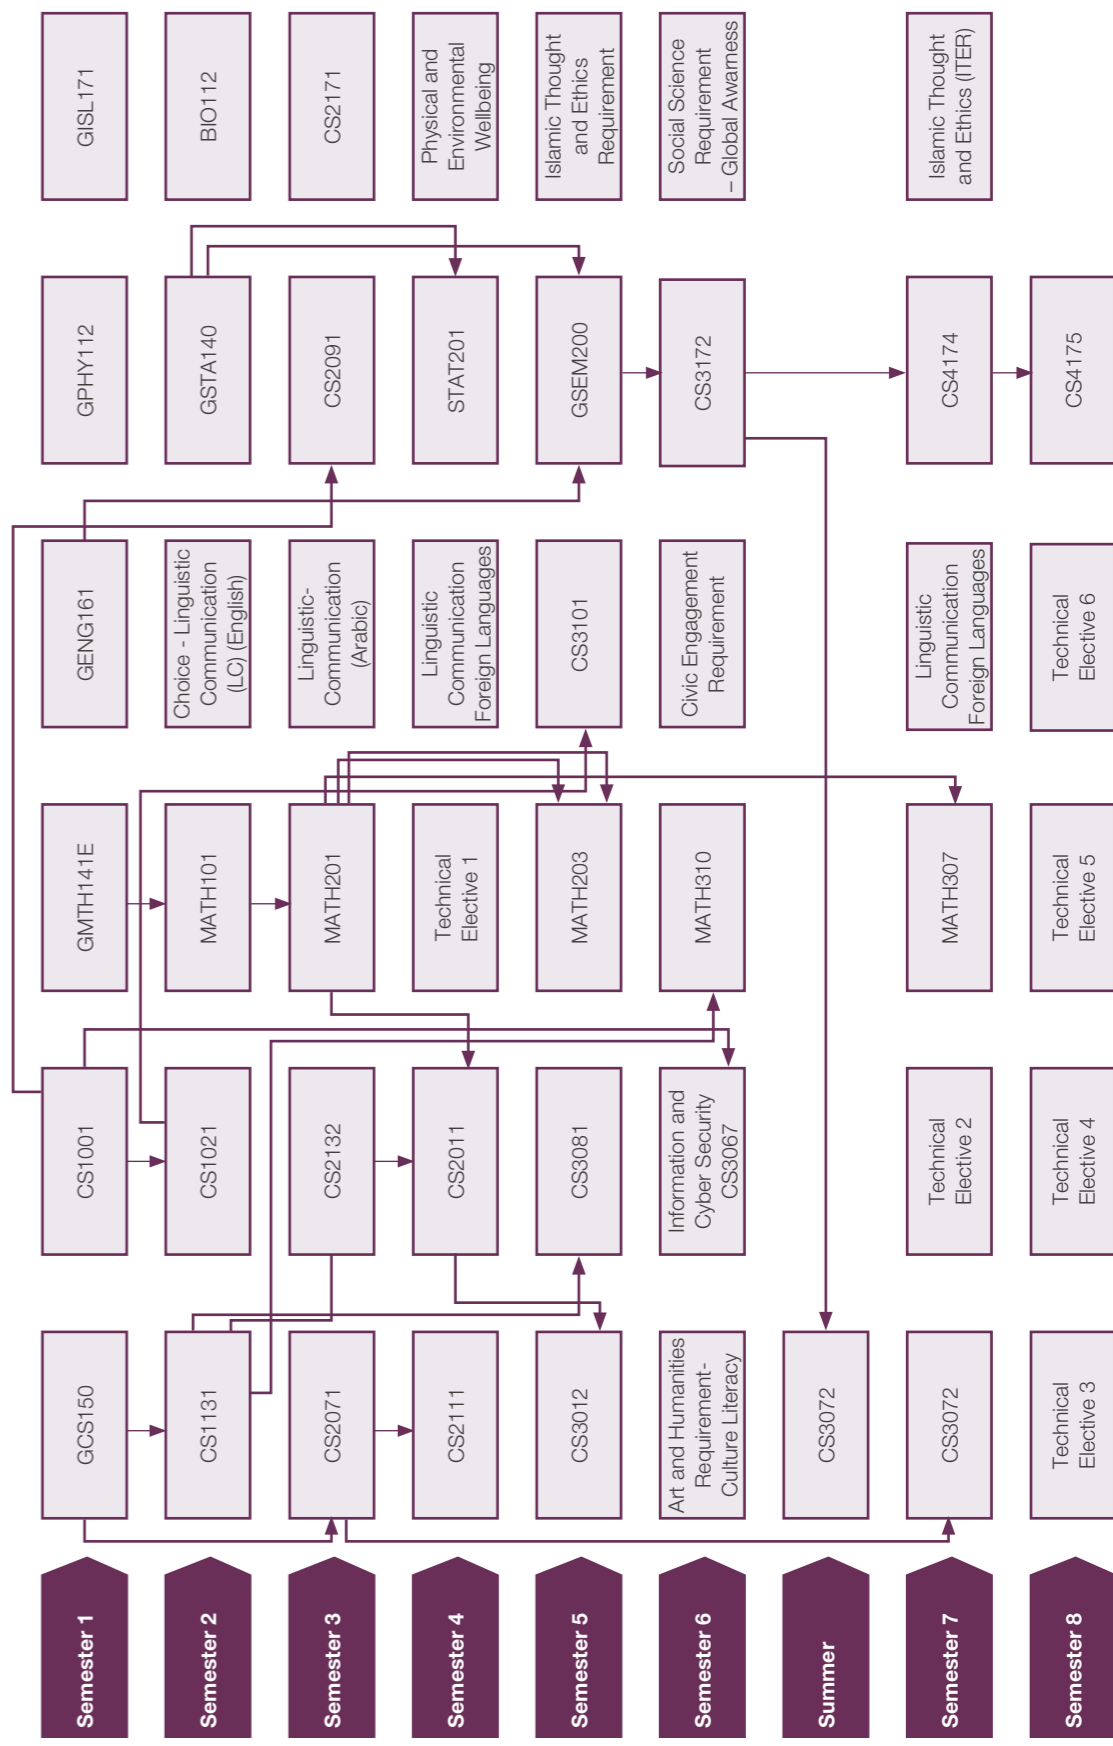 Semester 1
GCS150
CS1001
GMTH141E
GENG161
GPHY112
GISL171
Semester 2
CS1131
CS1021
MATH101
Choice - Linguistic
Communication
(LC) (English)
GSTA140
BIO112
Semester 3
CS2071
CS2132
MATH201
Linguistic-
Communication
(Arabic)
CS2091
CS2171
Semester 4
CS2111
CS2011
Technical
Elective 1
Linguistic
Communication
Foreign Languages
STAT201
Physical and
Environmental
Wellbeing
Semester 5
CS3012
CS3081
MATH203
CS3101
GSEM200
Islamic Thought
and Ethics
Requirement
Semester 6
Art and Humanities
Requirement-
Culture Literacy
Information and
Cyber Security
CS3067
MATH310
Civic Engagement
Requirement
CS3172
Social Science
Requirement
– Global Awarness
Summer
CS3072
Semester 7
CS3072
Technical
Elective 2
MATH307
Linguistic
Communication
Foreign Languages
CS4174
Islamic Thought
and Ethics (ITER)
Semester 8
Technical
Elective 3
Technical
Elective 4
Technical
Elective 5
Technical
Elective 6
CS4175